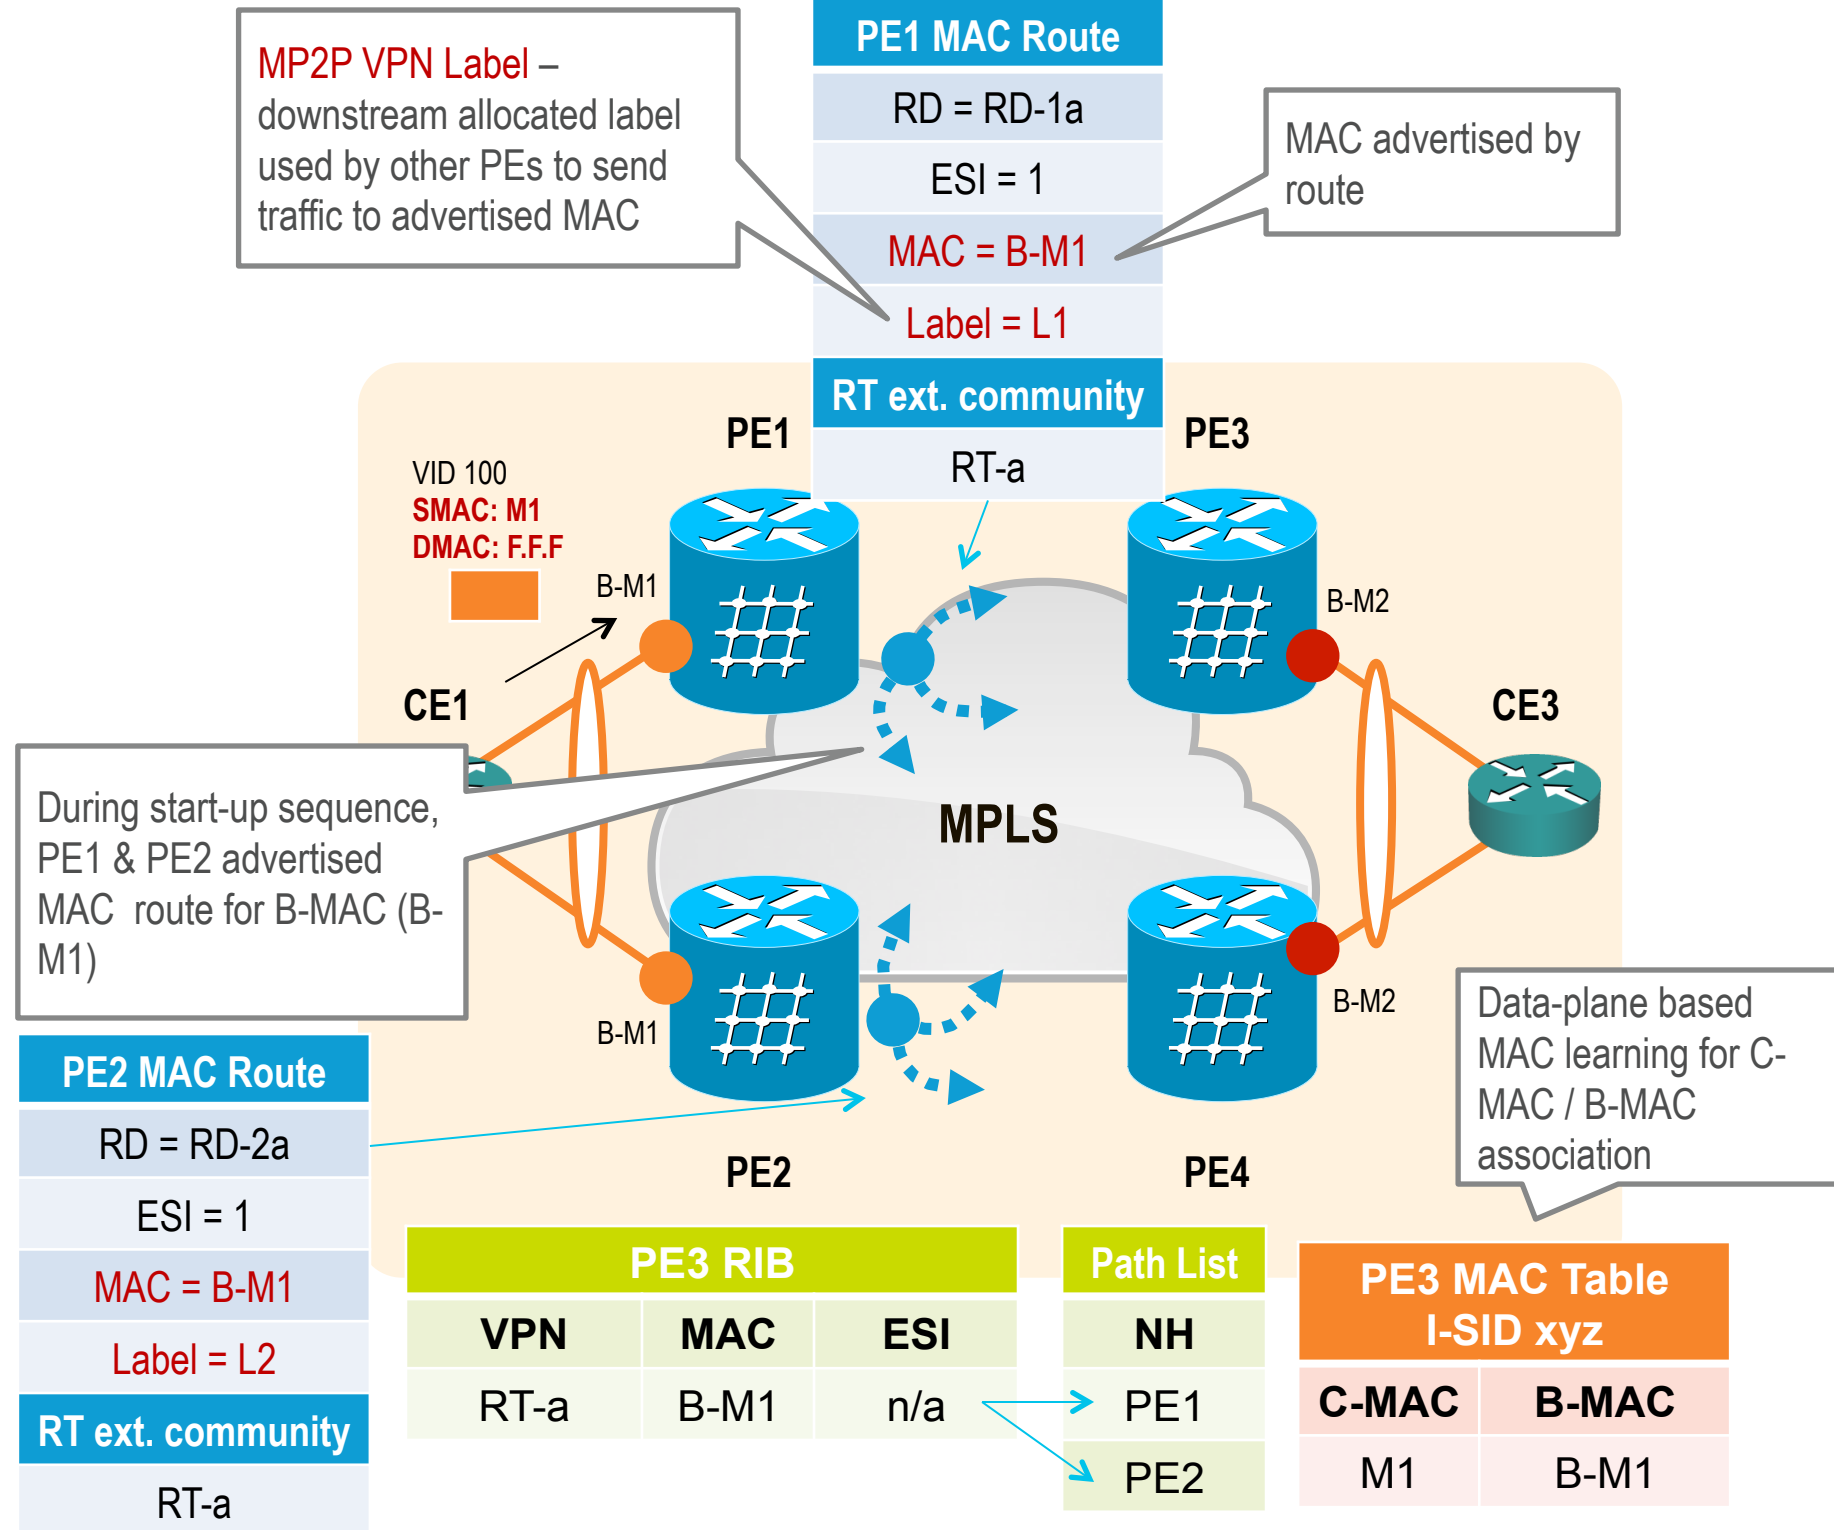 PE1 MAC Route
RD = RD-1a
ESI = 1
MAC = B-M1
Label = L1
RT ext. community
RT-a
MP2P VPN Label –
downstream allocated label
used by other PEs to send
traffic to advertised MAC
MAC advertised by
route
PE1
PE3
VID 100
SMAC: M1
DMAC: F.F.F
B-M1
B-M2
CE1
CE3
During start-up sequence,
PE1 & PE2 advertised
MAC  route for B-MAC (B-
M1)
MPLS
B-M1
B-M2
Data-plane based
MAC learning for C-
MAC / B-MAC
association
PE2
PE4
PE2 MAC Route
RD = RD-2a
ESI = 1
MAC = B-M1
Label = L2
RT ext. community
RT-a
PE3 RIB
VPN MAC ESI
RT-a B-M1 n/a
Path List
NH
PE1
PE2
PE3 MAC Table
I-SID xyz
C-MAC B-MAC
M1 B-M1